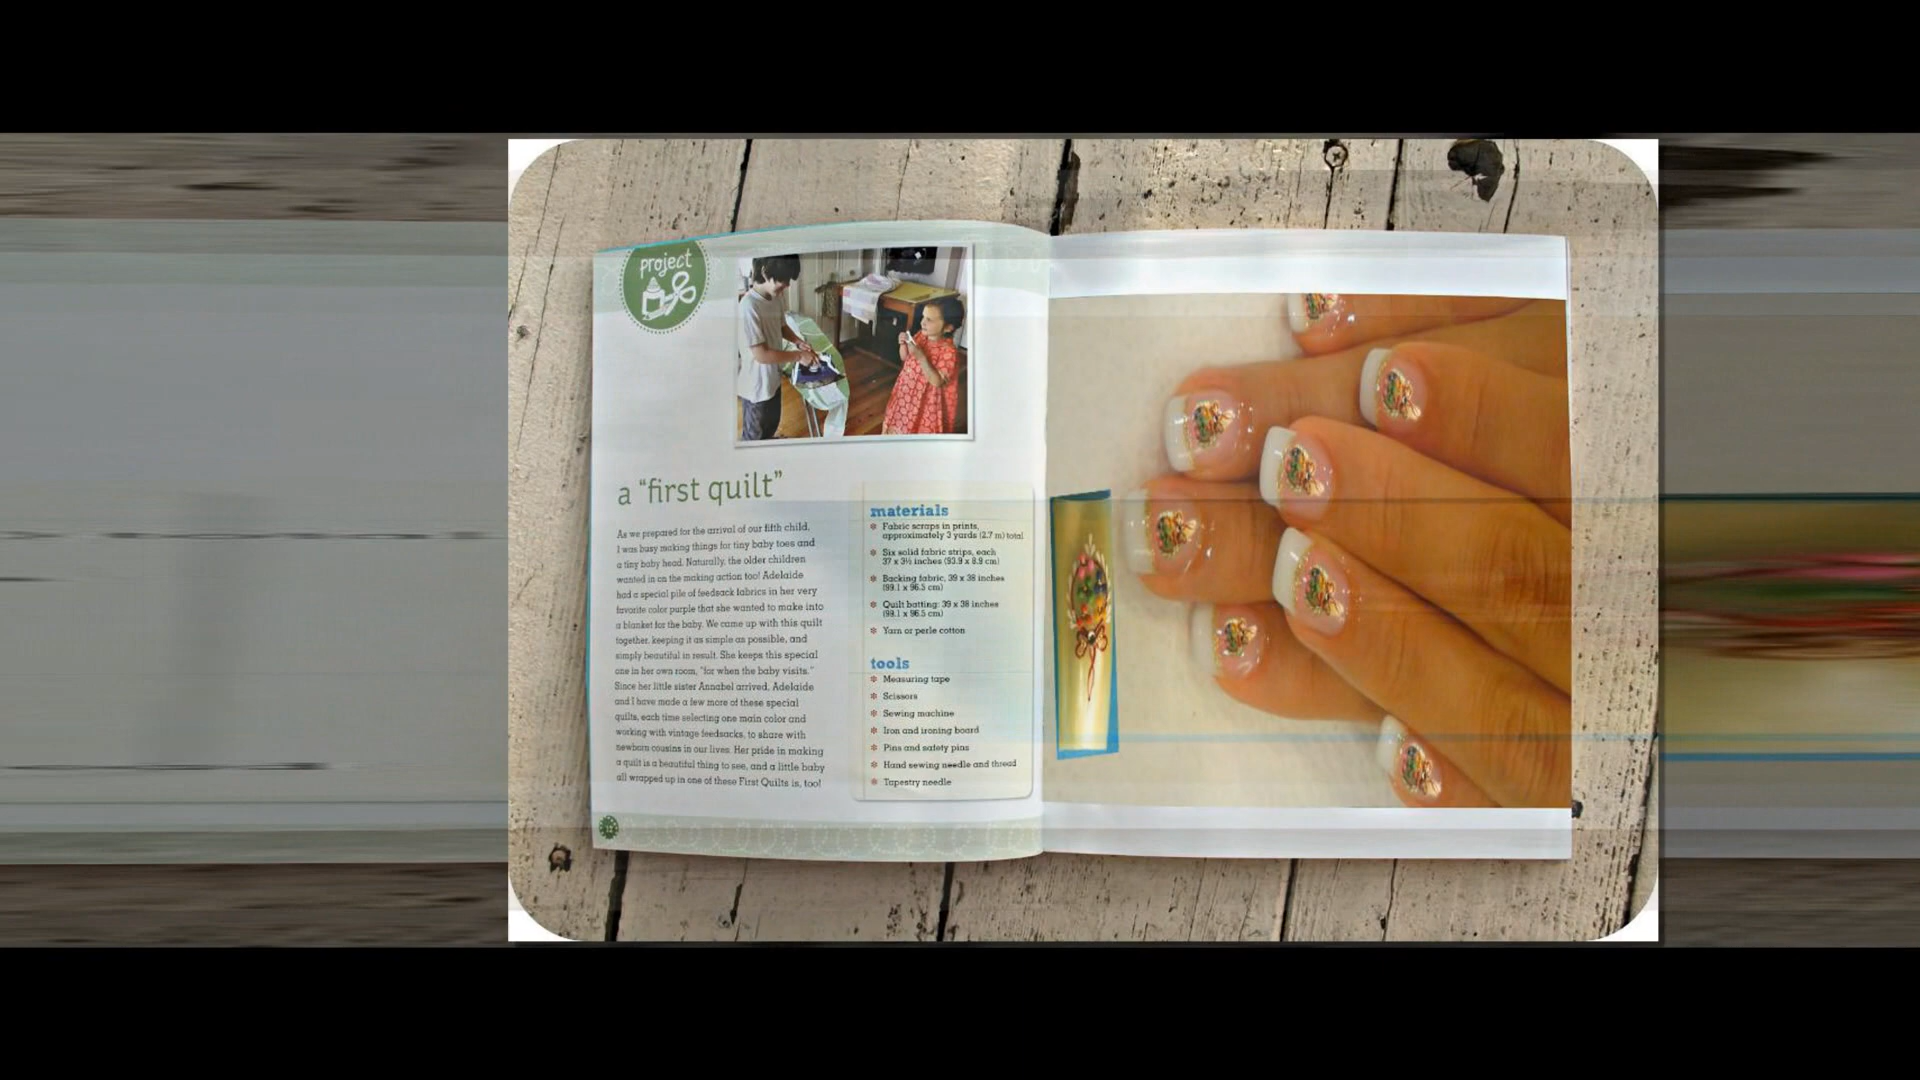 project
a “first quilt”
As we prepared for the arrival of our fifth child,
I was busy making things for tiny baby toes and
a tiny baby head. Naturally, the older children
wanted in on the making action too! Adelaide
had a special pile of feedsack fabrics in her very
favorite color purple that she wanted to make into
a blanket for the baby. We came up with this quilt
together, keeping it as simple as possible, and
simply beautiful in result. She keeps this special
one in her own room, “for when the baby visits.”
Since her little sister Annabel arrived, Adelaide
and I have made a few more of these special
quilts, each time selecting one main color and
working with vintage feedsacks, to share with
newborn cousins in our lives. Her pride in making
a quilt is a beautiful thing to see, and a little baby
all wrapped up in one of these First Quilts is, too!
materials
Fabric scraps in prints,
approximately 3 yards (2.7 m) total
Six solid fabric strips, each
37 x 3½ inches (93.9 x 8.9 cm)
Backing fabric, 39 x 38 inches
(99.1 x 96.5 cm)
Quilt batting: 39 x 38 inches
(99.1 x 96.5 cm)
Yarn or perle cotton
tools
Measuring tape
Scissors
Sewing machine
Iron and ironing board
Pins and safety pins
Hand sewing needle and thread
Tapestry needle
12